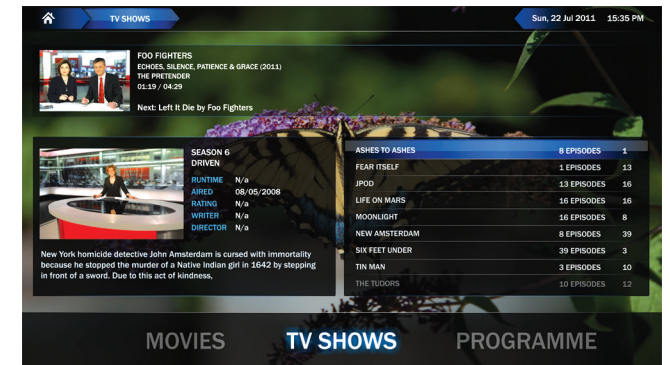 TV SHOWS
Sun, 22 Jul 2011 15:35 PM
FOO FIGHTERS
ECHOES, SILENCE, PATIENCE & GRACE (2011)
THE PRETENDER
01:19 / 04:29
Next: Left It Die by Foo Fighters
SEASON 6
DRIVEN
RUNTIME N/a
AIRED 08/05/2008
RATING N/a
WRITER N/a
DIRECTOR N/a
New York homicide detective John Amsterdam is cursed with immortality
because he stopped the murder of a Native Indian girl in 1642 by stepping
in front of a sword. Due to this act of kindness,
ASHES TO ASHES 8 EPISODES 1
FEAR ITSELF 1 EPISODES 13
JPOD 13 EPISODES 16
LIFE ON MARS 16 EPISODES 16
MOONLIGHT 16 EPISODES 8
NEW AMSTERDAM 8 EPISODES 39
SIX FEET UNDER 39 EPISODES 3
TIN MAN 3 EPISODES 10
THE TUDORS 10 EPISODES 12
MOVIES TV SHOWS PROGRAMME